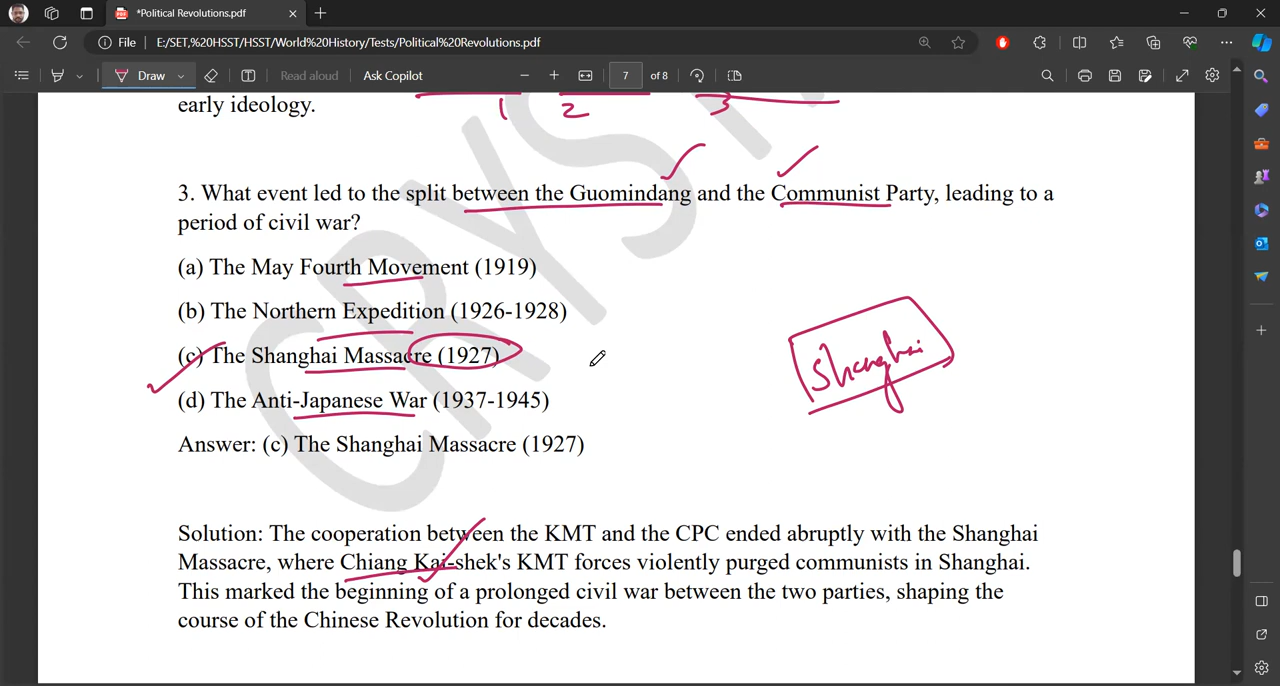 *Political Revolutions.pdf
File E:/SET,%20HSST/HSST/World%20History/Tests/Political%20Revolutions.pdf
Draw Read aloud Ask Copilot 7 of 8
early ideology.
1 2 3
3. What event led to the split between the Guomindang and the Communist Party, leading to a
period of civil war?
(a) The May Fourth Movement (1919)
(b) The Northern Expedition (1926-1928)
(c) The Shanghai Massacre (1927)
Shanghai
(d) The Anti-Japanese War (1937-1945)
Answer: (c) The Shanghai Massacre (1927)
Solution: The cooperation between the KMT and the CPC ended abruptly with the Shanghai
Massacre, where Chiang Kai-shek's KMT forces violently purged communists in Shanghai.
This marked the beginning of a prolonged civil war between the two parties, shaping the
course of the Chinese Revolution for decades.